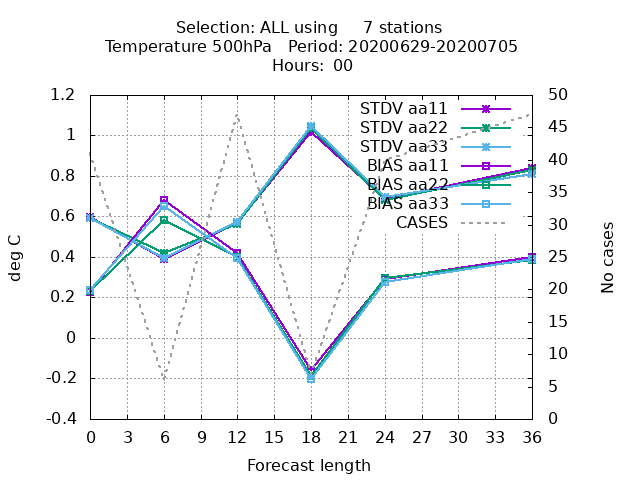 Selection: ALL using     7 stations
Temperature 500hPa   Period: 20200629-20200705
Hours:  00
STDV aa11
STDV aa22
STDV aa33
BIAS aa11
BIAS aa22
BIAS aa33
CASES
1.2
1
0.8
0.6
0.4
0.2
0
-0.2
-0.4
deg C
50
45
40
35
30
25
20
15
10
5
0
No cases
0 3 6 9 12 15 18 21 24 27 30 33 36
Forecast length